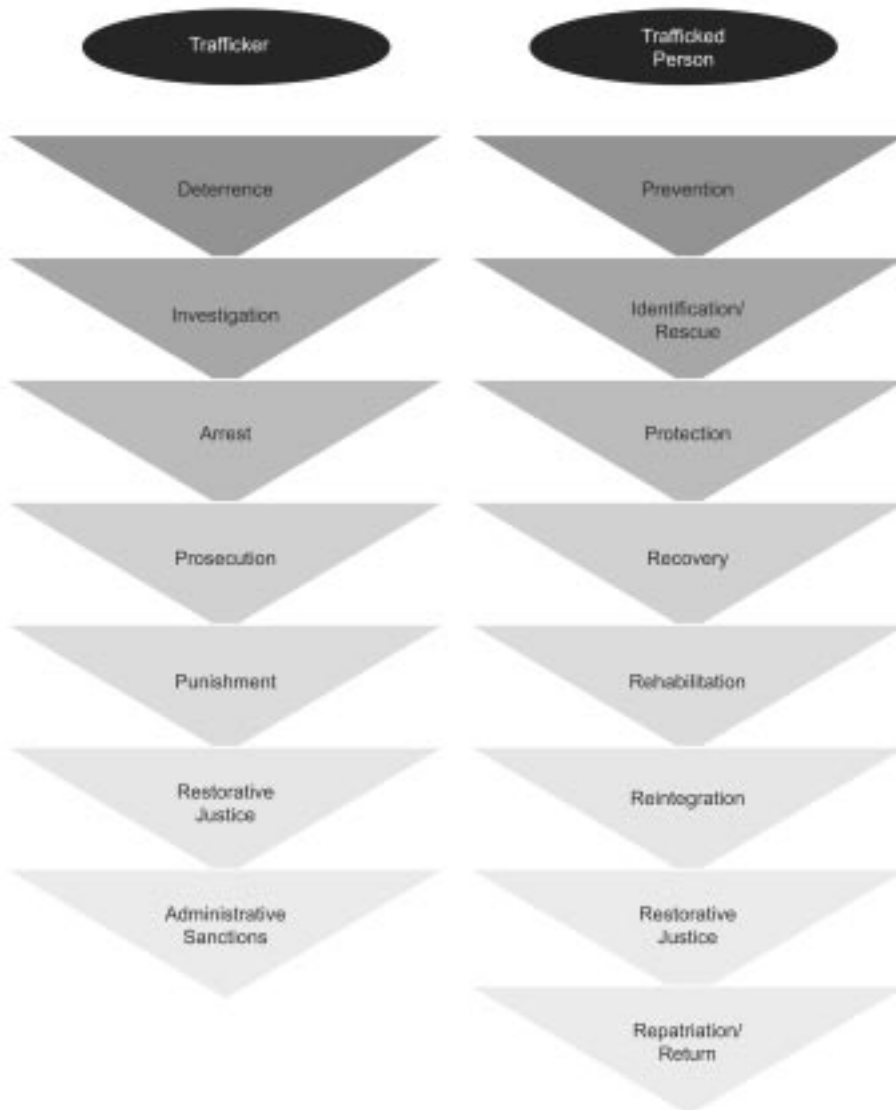 Trafficker
Deterrence
Investigation
Arrest
Prosecution
Punishment
Restorative
Justice
Administrative
Sanctions
Trafficked
Person
Prevention
Identification/
Rescue
Protection
Recovery
Rehabilitation
Reintegration
Restorative
Justice
Repatriation/
Return